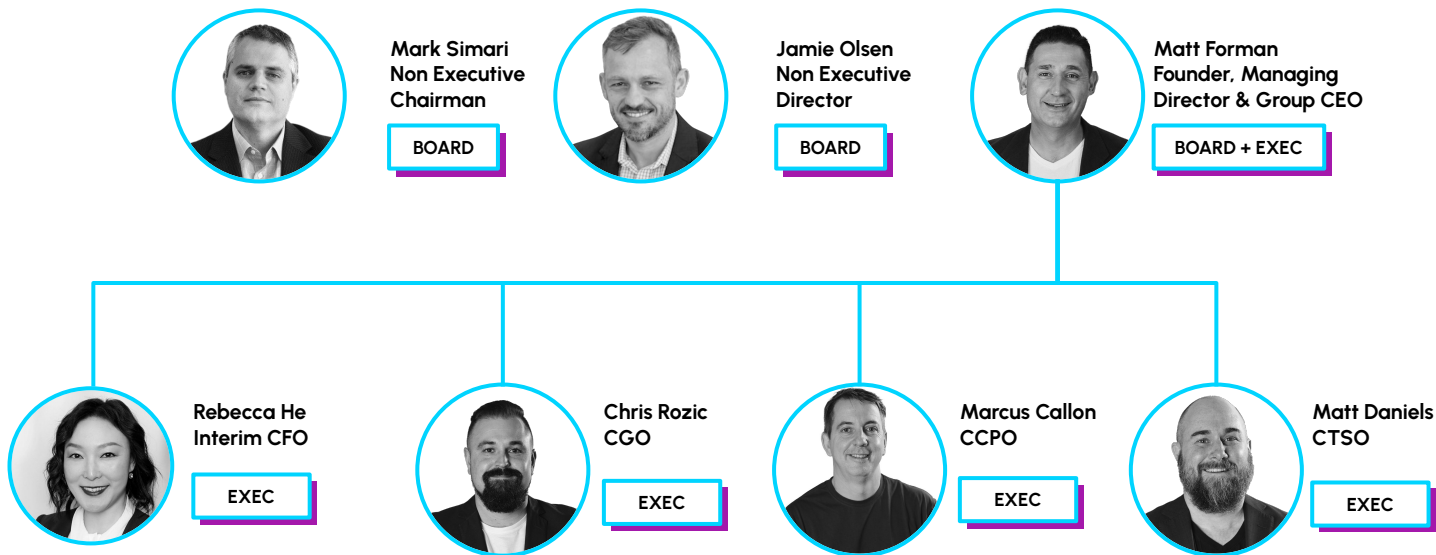 Mark Simari
Non Executive
Chairman
BOARD
Jamie Olsen
Non Executive
Director
BOARD
Matt Forman
Founder, Managing
Director & Group CEO
BOARD + EXEC
Rebecca He
Interim CFO
EXEC
Chris Rozic
CGO
EXEC
Marcus Callon
CCPO
EXEC
Matt Daniels
CTSO
EXEC